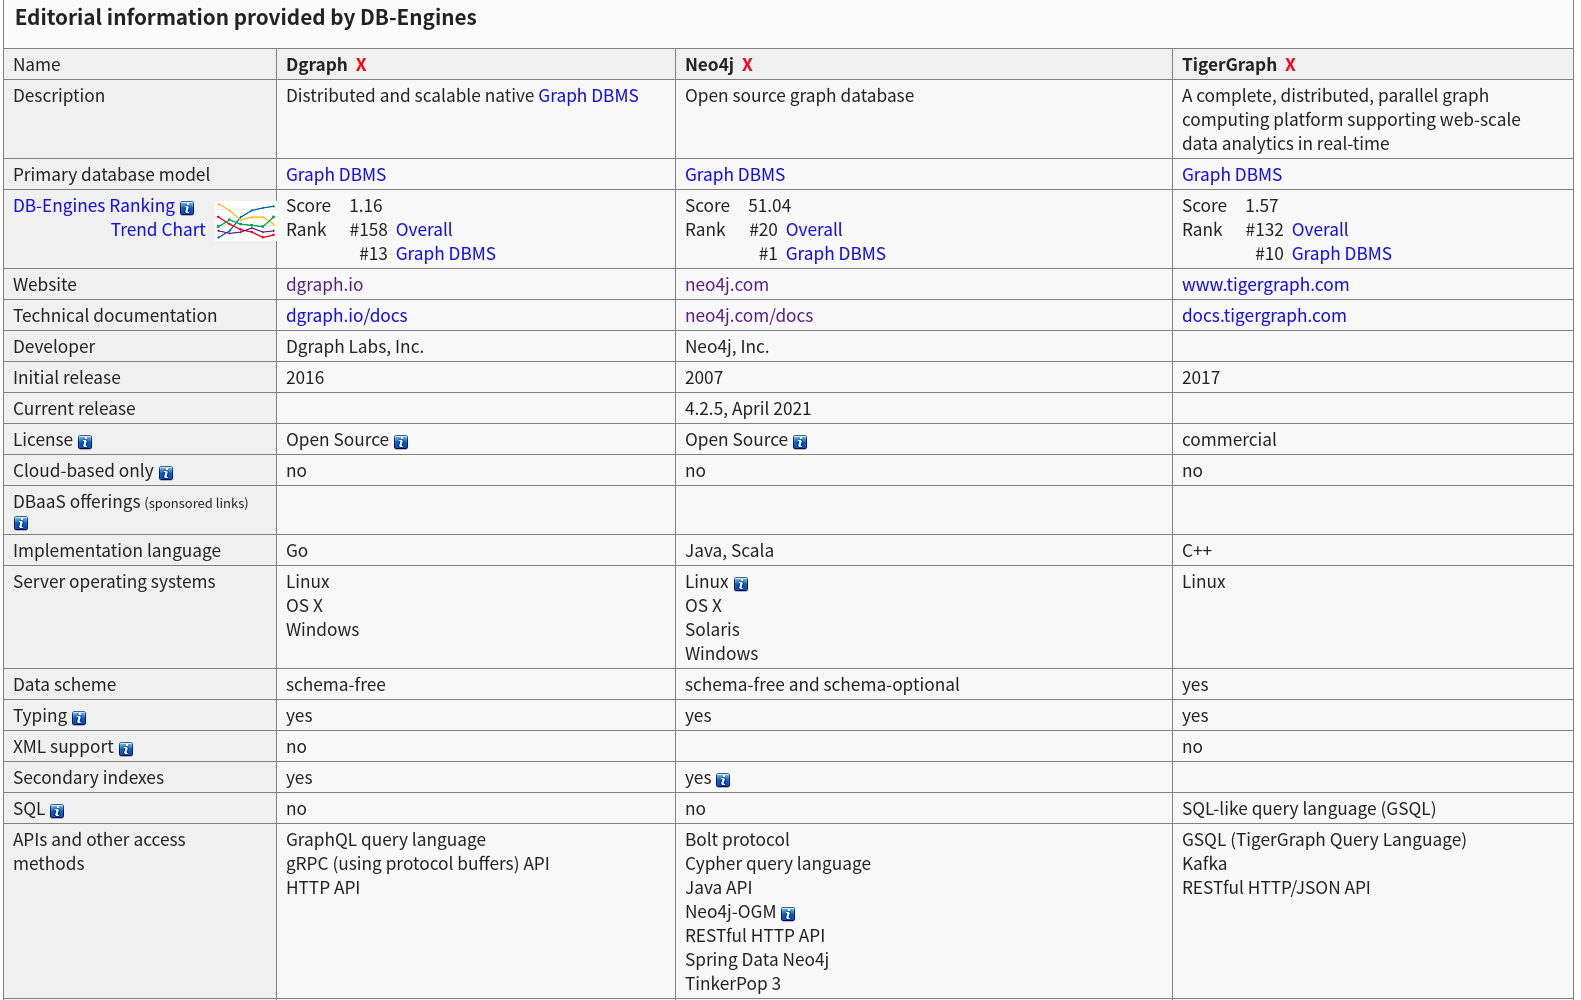 Editorial information provided by DB-Engines
Name Dgraph X Neo4j X TigerGraph X
Description Distributed and scalable native Graph DBMS Open source graph database A complete, distributed, parallel graph
computing platform supporting web-scale
data analytics in real-time
Primary database model Graph DBMS Graph DBMS Graph DBMS
DB-Engines Ranking Score 1.16 Score 51.04 Score 1.57
Trend Chart Rank #158 Overall Rank #20 Overall Rank #132 Overall
#13 Graph DBMS #1 Graph DBMS #10 Graph DBMS
Website dgraph.io neo4j.com www.tigergraph.com
Technical documentation dgraph.io/docs neo4j.com/docs docs.tigergraph.com
Developer Dgraph Labs, Inc. Neo4j, Inc.
Initial release 2016 2007 2017
Current release 4.2.5, April 2021
License Open Source Open Source commercial
Cloud-based only no no no
DBaaS offerings (sponsored links)
Implementation language Go Java, Scala C++
Server operating systems Linux Linux Linux
OS X OS X
Windows Solaris
Windows
Data scheme schema-free schema-free and schema-optional yes
Typing yes yes yes
XML support no no
Secondary indexes yes yes
SQL no no SQL-like query language (GSQL)
APIs and other access GraphQL query language Bolt protocol GSQL (TigerGraph Query Language)
methods gRPC (using protocol buffers) API Cypher query language Kafka
HTTP API Java API RESTful HTTP/JSON API
Neo4j-OGM
RESTful HTTP API
Spring Data Neo4j
TinkerPop 3